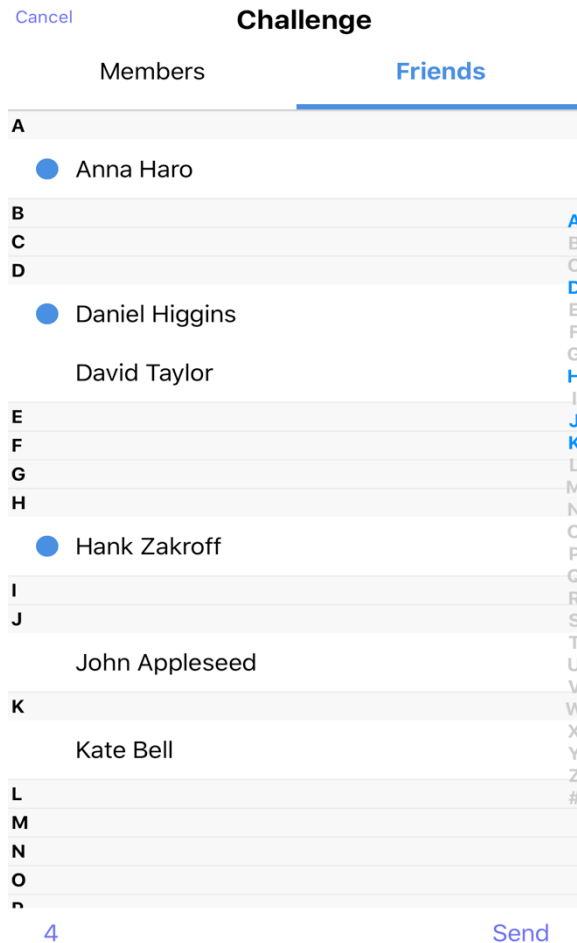 Cancel Challenge
Members Friends
A
Anna Haro
B
C
D
Daniel Higgins
David Taylor
E
F
G
H
Hank Zakroff
I
J
John Appleseed
K
Kate Bell
L
M
N
O
P
4 Send
A
B
C
D
E
F
G
H
I
J
K
L
M
N
O
P
Q
R
S
T
U
V
W
X
Y
Z
#